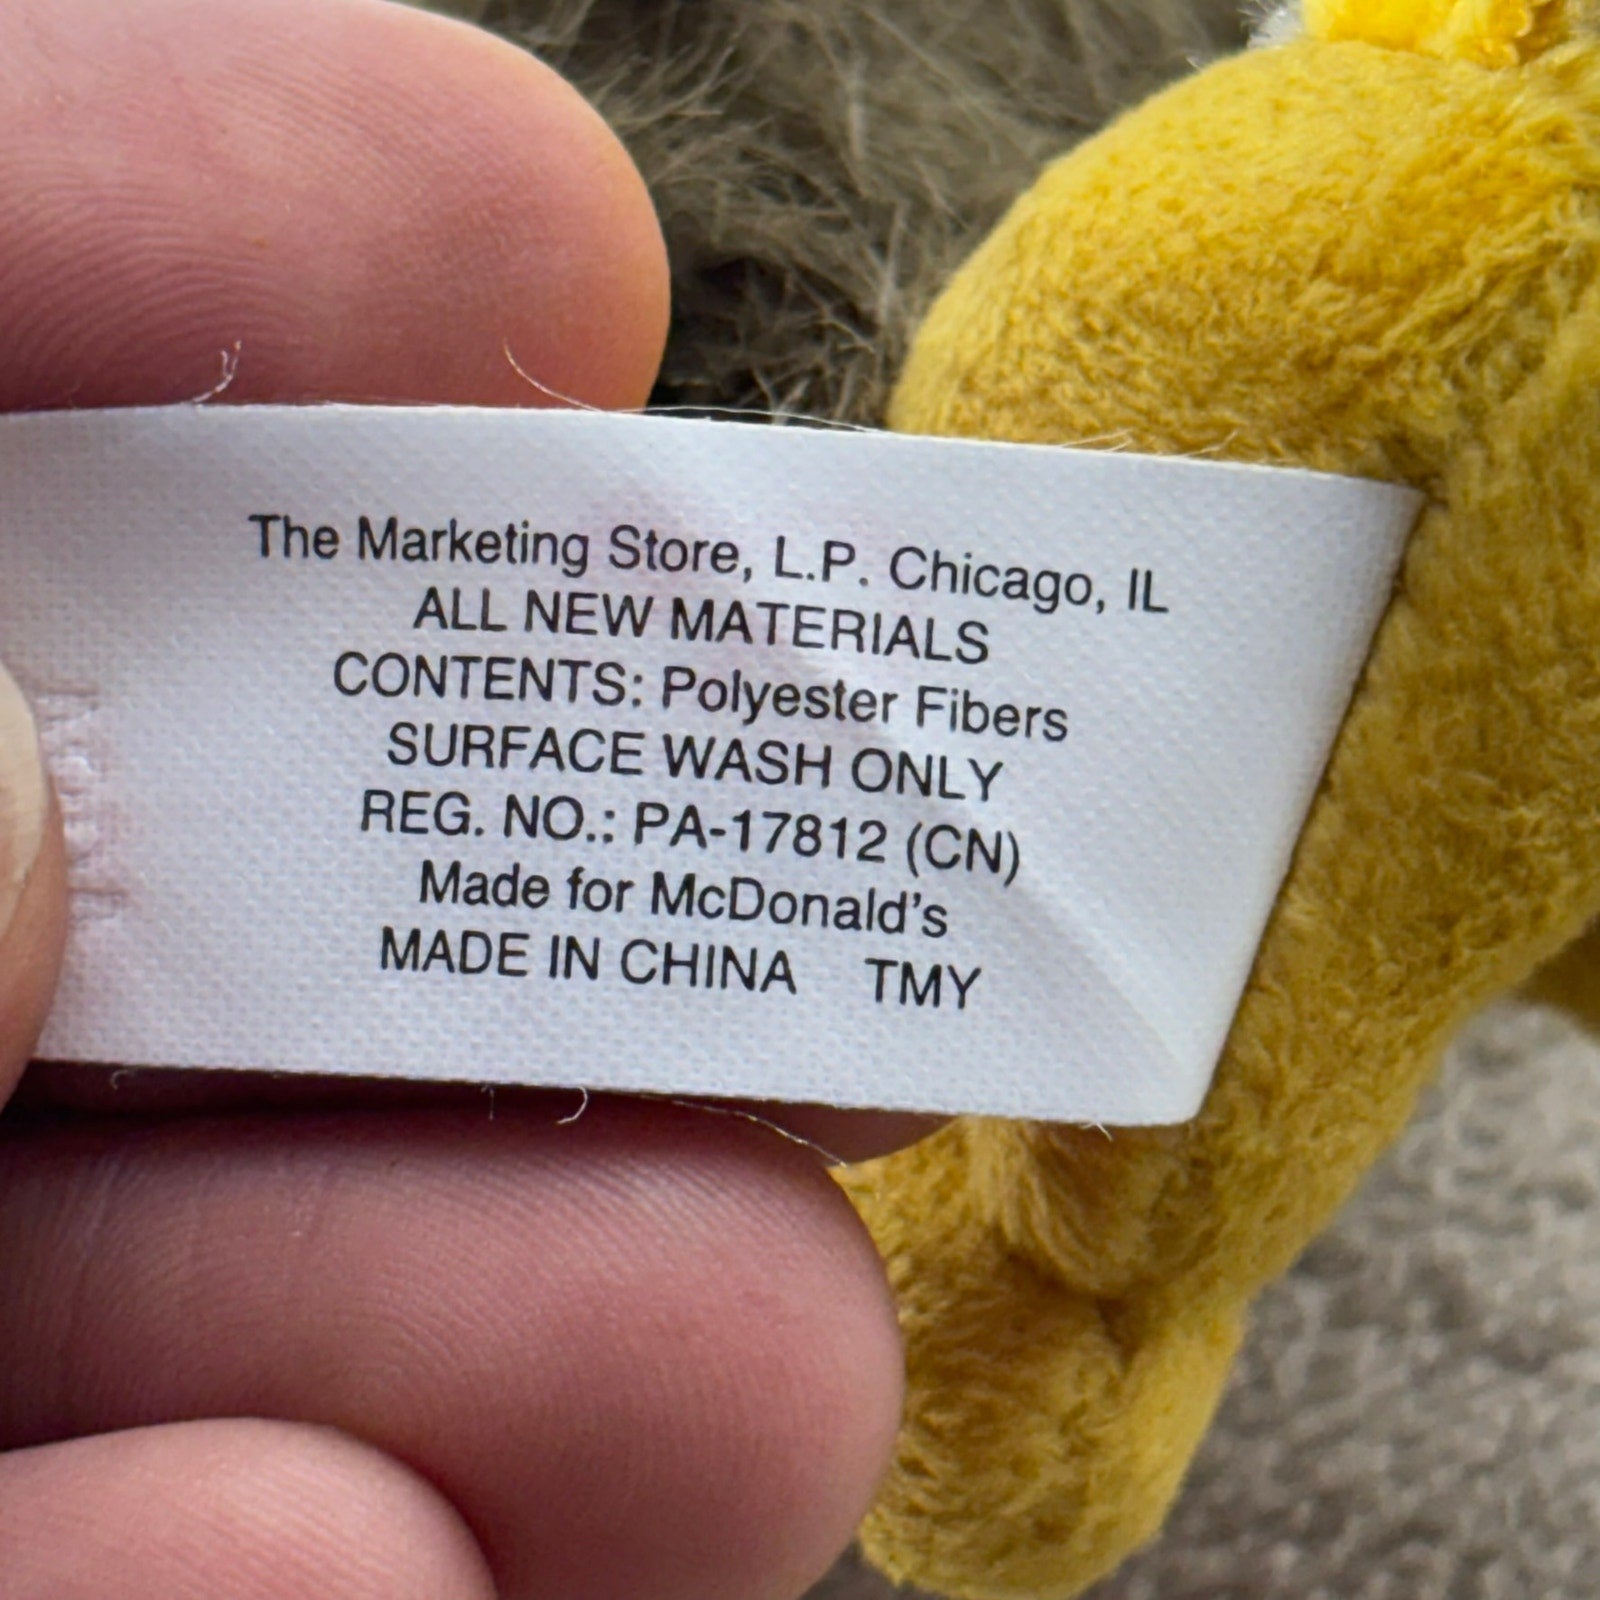 The Marketing Store, L.P. Chicago, IL
ALL NEW MATERIALS
CONTENTS: Polyester Fibers
SURFACE WASH ONLY
REG. NO.: PA-17812 (CN)
Made for McDonald’s
MADE IN CHINA TMY